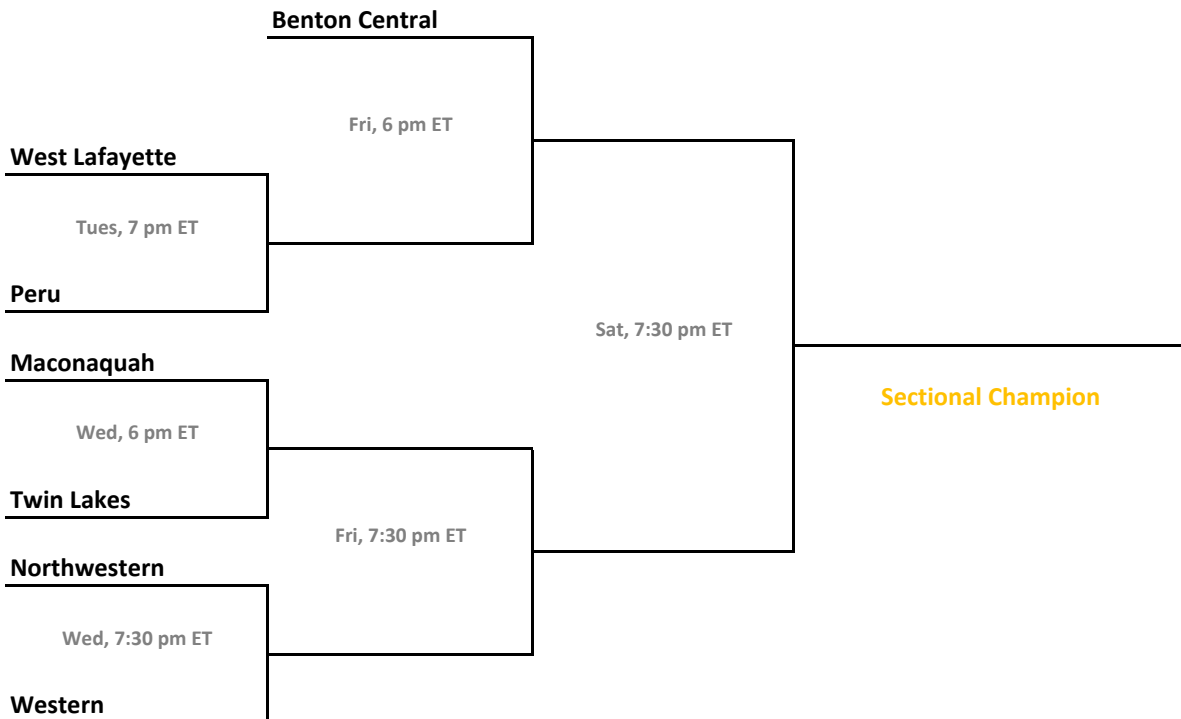 Benton Central
Fri, 6 pm ET
West Lafayette
Tues, 7 pm ET
Peru
Sat, 7:30 pm ET
Maconaquah
Sectional Champion
Wed, 6 pm ET
Twin Lakes
Fri, 7:30 pm ET
Northwestern
Wed, 7:30 pm ET
Western